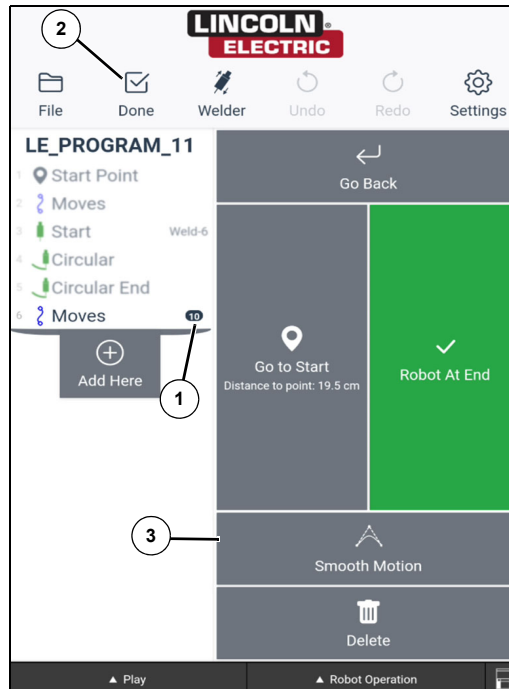 2
LINCOLN
ELECTRIC
File
Done
Welder
Undo
Redo
Settings
LE_PROGRAM_11
1 Start Point
2 Moves
3 Start Weld-6
4 Circular
5 Circular End
6 Moves 10
Add Here
1
Go Back
Go to Start
Distance to point: 19.5 cm
Robot At End
3
Smooth Motion
Delete
▲ Play
▲ Robot Operation